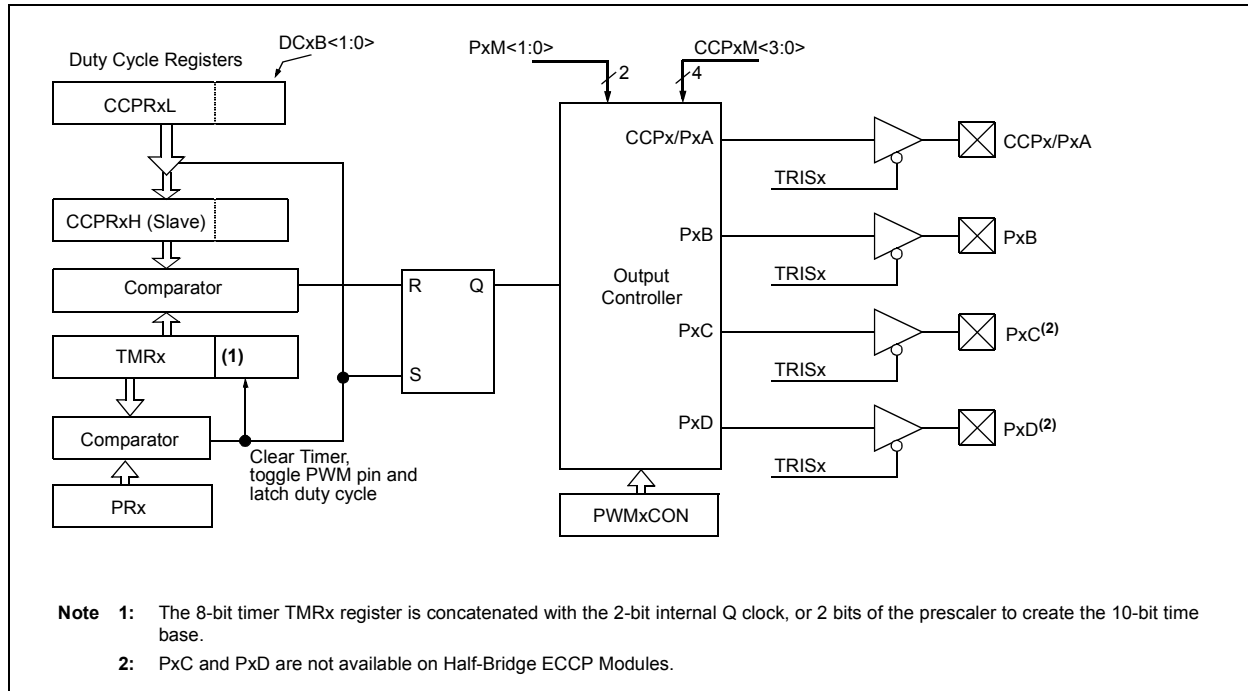 DCxB<1:0>
Duty Cycle Registers
CCPRxL
CCPRxH (Slave)
Comparator
TMRx
(1)
Comparator
PRx
Clear Timer,
toggle PWM pin and
latch duty cycle
R
Q
S
PxM<1:0>
2
CCPxM<3:0>
4
CCPx/PxA
PxB
Output
Controller
PxC
PxD
PWMxCON
TRISx
CCPx/PxA
TRISx
PxB
TRISx
PxC(2)
TRISx
PxD(2)
Note 1: The 8-bit timer TMRx register is concatenated with the 2-bit internal Q clock, or 2 bits of the prescaler to create the 10-bit time
base.
2: PxC and PxD are not available on Half-Bridge ECCP Modules.